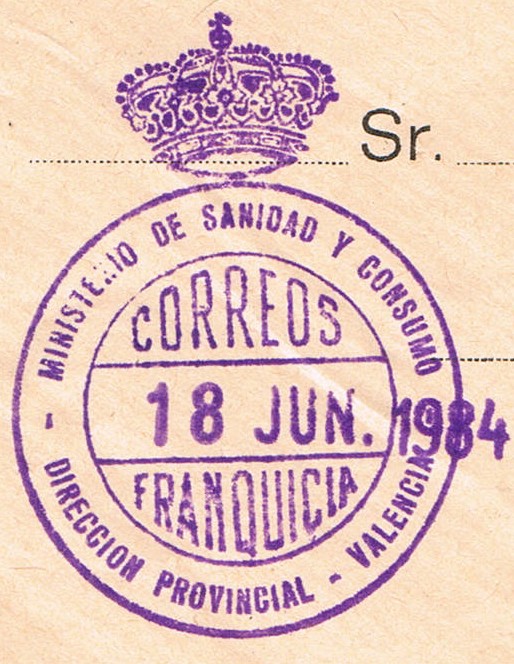 Sr.
MINISTERIO DE SANIDAD Y CONSUMO
CORREOS
18 JUN. 1984
FRANQUICIA
- DIRECCION PROVINCIAL - VALENCIA